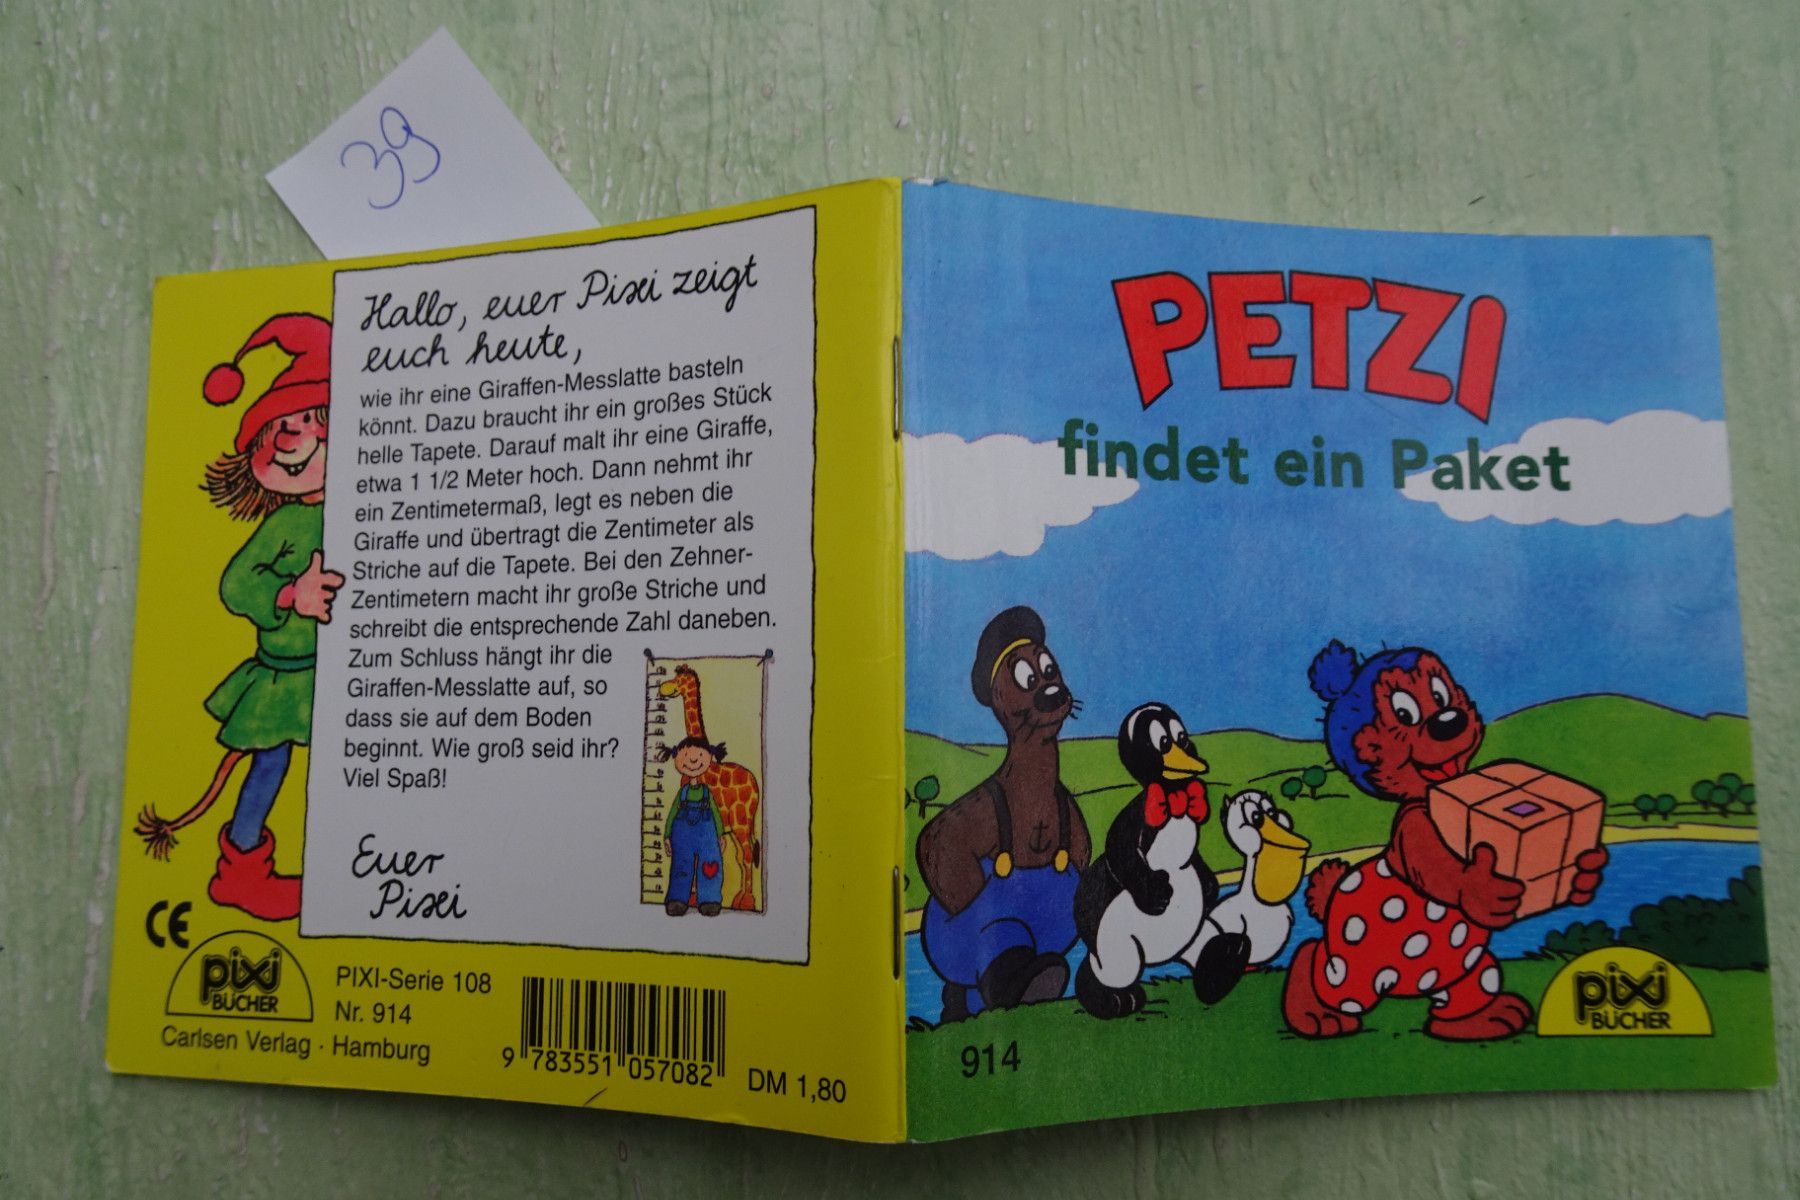 39
Hallo, euer Pixi zeigt
euch heute,
wie ihr eine Giraffen-Messlatte basteln
könnt. Dazu braucht ihr ein großes Stück
helle Tapete. Darauf malt ihr eine Giraffe,
etwa 1 1/2 Meter hoch. Dann nehmt ihr
ein Zentimetermaß, legt es neben die
Giraffe und übertragt die Zentimeter als
Striche auf die Tapete. Bei den Zehner-
Zentimetern macht ihr große Striche und
schreibt die entsprechende Zahl daneben.
Zum Schluss hängt ihr die
Giraffen-Messlatte auf, so
dass sie auf dem Boden
beginnt. Wie groß seid ihr?
Viel Spaß!
Euer
Pixi
CE
pixi
BÜCHER
PIXI-Serie 108
Nr. 914
Carlsen Verlag · Hamburg
9 783551 057082
DM 1,80
PETZI
findet ein Paket
914
pixi
BÜCHER